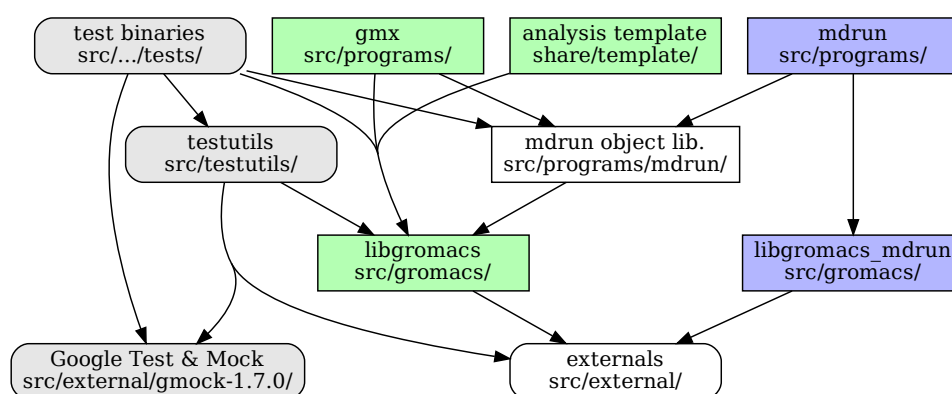 test binaries
src/.../tests/
gmx
src/programs/
analysis template
share/template/
mdrun
src/programs/
testutils
src/testutils/
mdrun object lib.
src/programs/mdrun/
libgromacs
src/gromacs/
libgromacs_mdrun
src/gromacs/
Google Test & Mock
src/external/gmock-1.7.0/
externals
src/external/